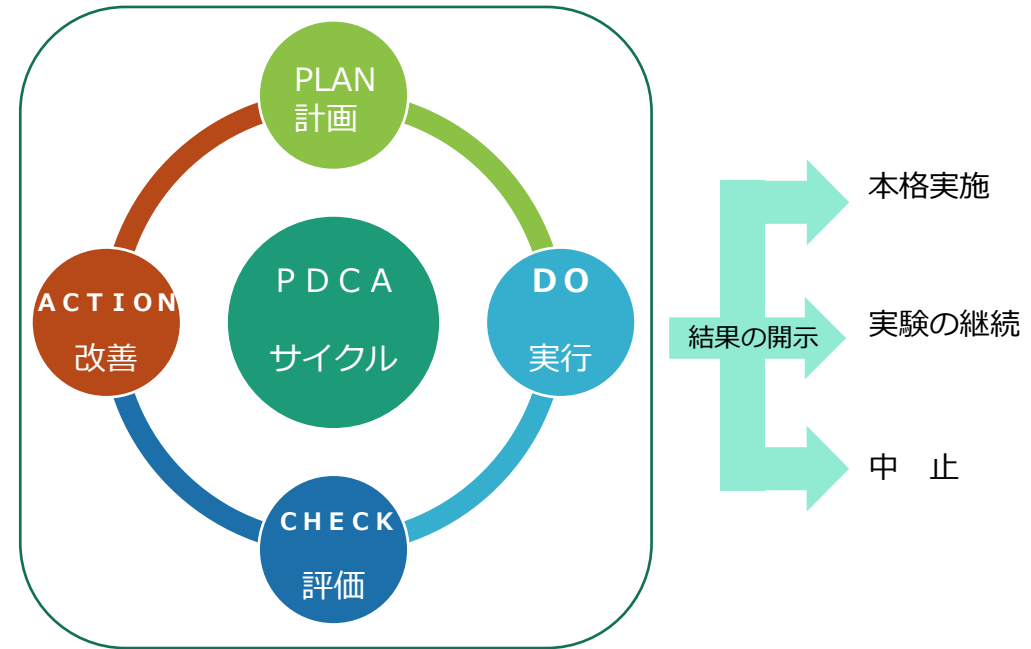 PLAN
計画
ＰＤＣＡ
サイクル
ＤＯ
実行
ＣＨＥＣＫ
評価
ＡＣＴＩＯＮ
改善
結果の開示
本格実施
実験の継続
中　止